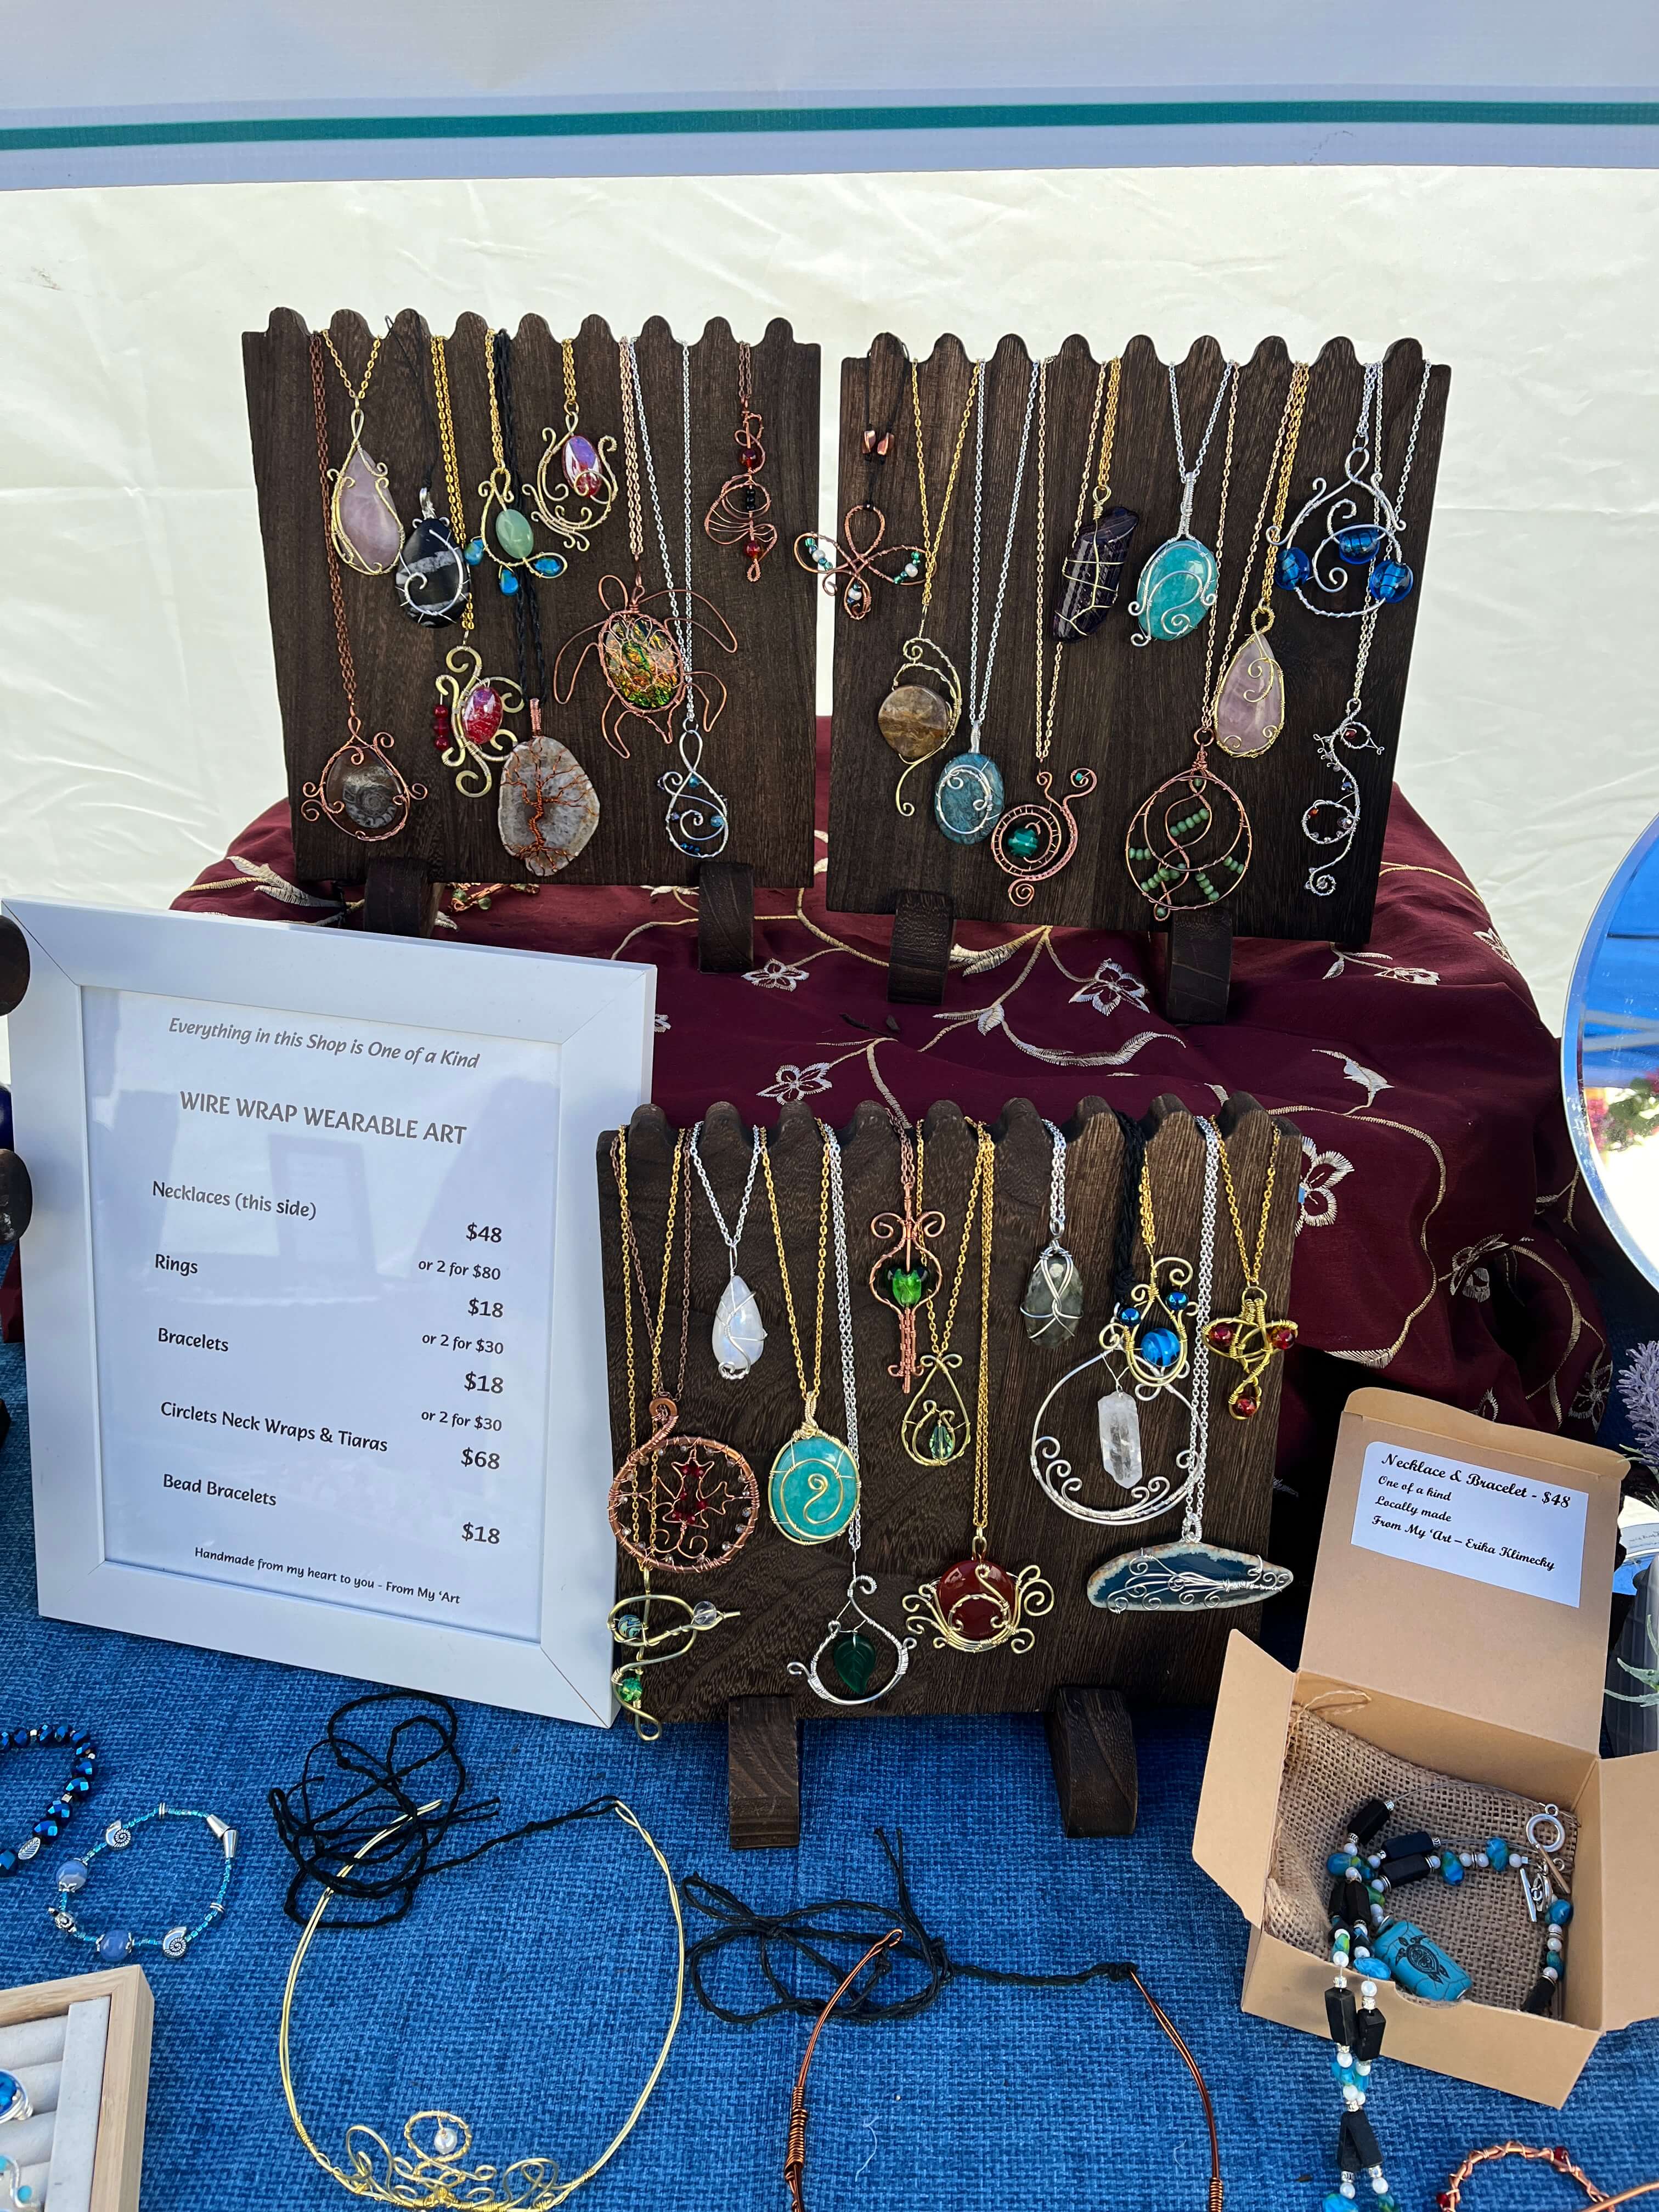 Everything in this Shop is One of a Kind
WIRE WRAP WEARABLE ART
Necklaces (this side)
$48
or 2 for $80
Rings
$18
or 2 for $30
Bracelets
$18
or 2 for $30
Circlets Neck Wraps & Tiaras
$68
Bead Bracelets
$18
Handmade from my heart to you - From My ‘Art
Necklace & Bracelet - $48
One of a kind
Locally made
From My ‘Art – Erika Klimecky